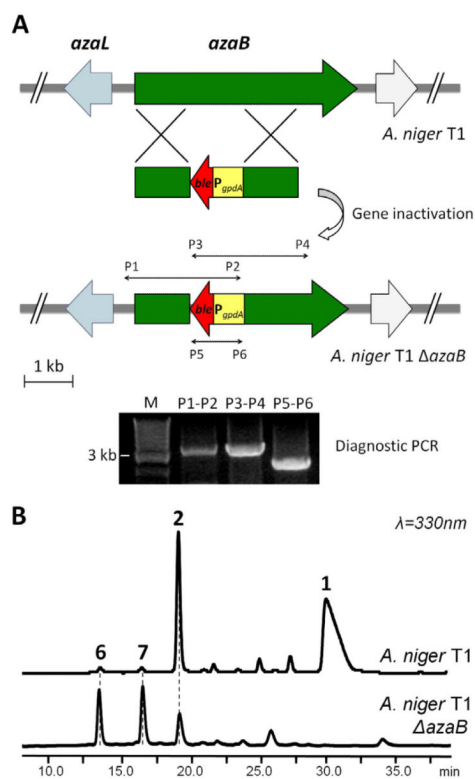 A
azaL azaB
A. niger T1
ble PgpdA
Gene inactivation
P3 P4
P1 P2
ble PgpdA
P5 P6
A. niger T1 ΔazaB
1 kb
M P1-P2 P3-P4 P5-P6
3 kb
Diagnostic PCR
B
2 λ=330nm
1
6 7
A. niger T1
A. niger T1
ΔazaB
10.0 15.0 20.0 25.0 30.0 35.0 min